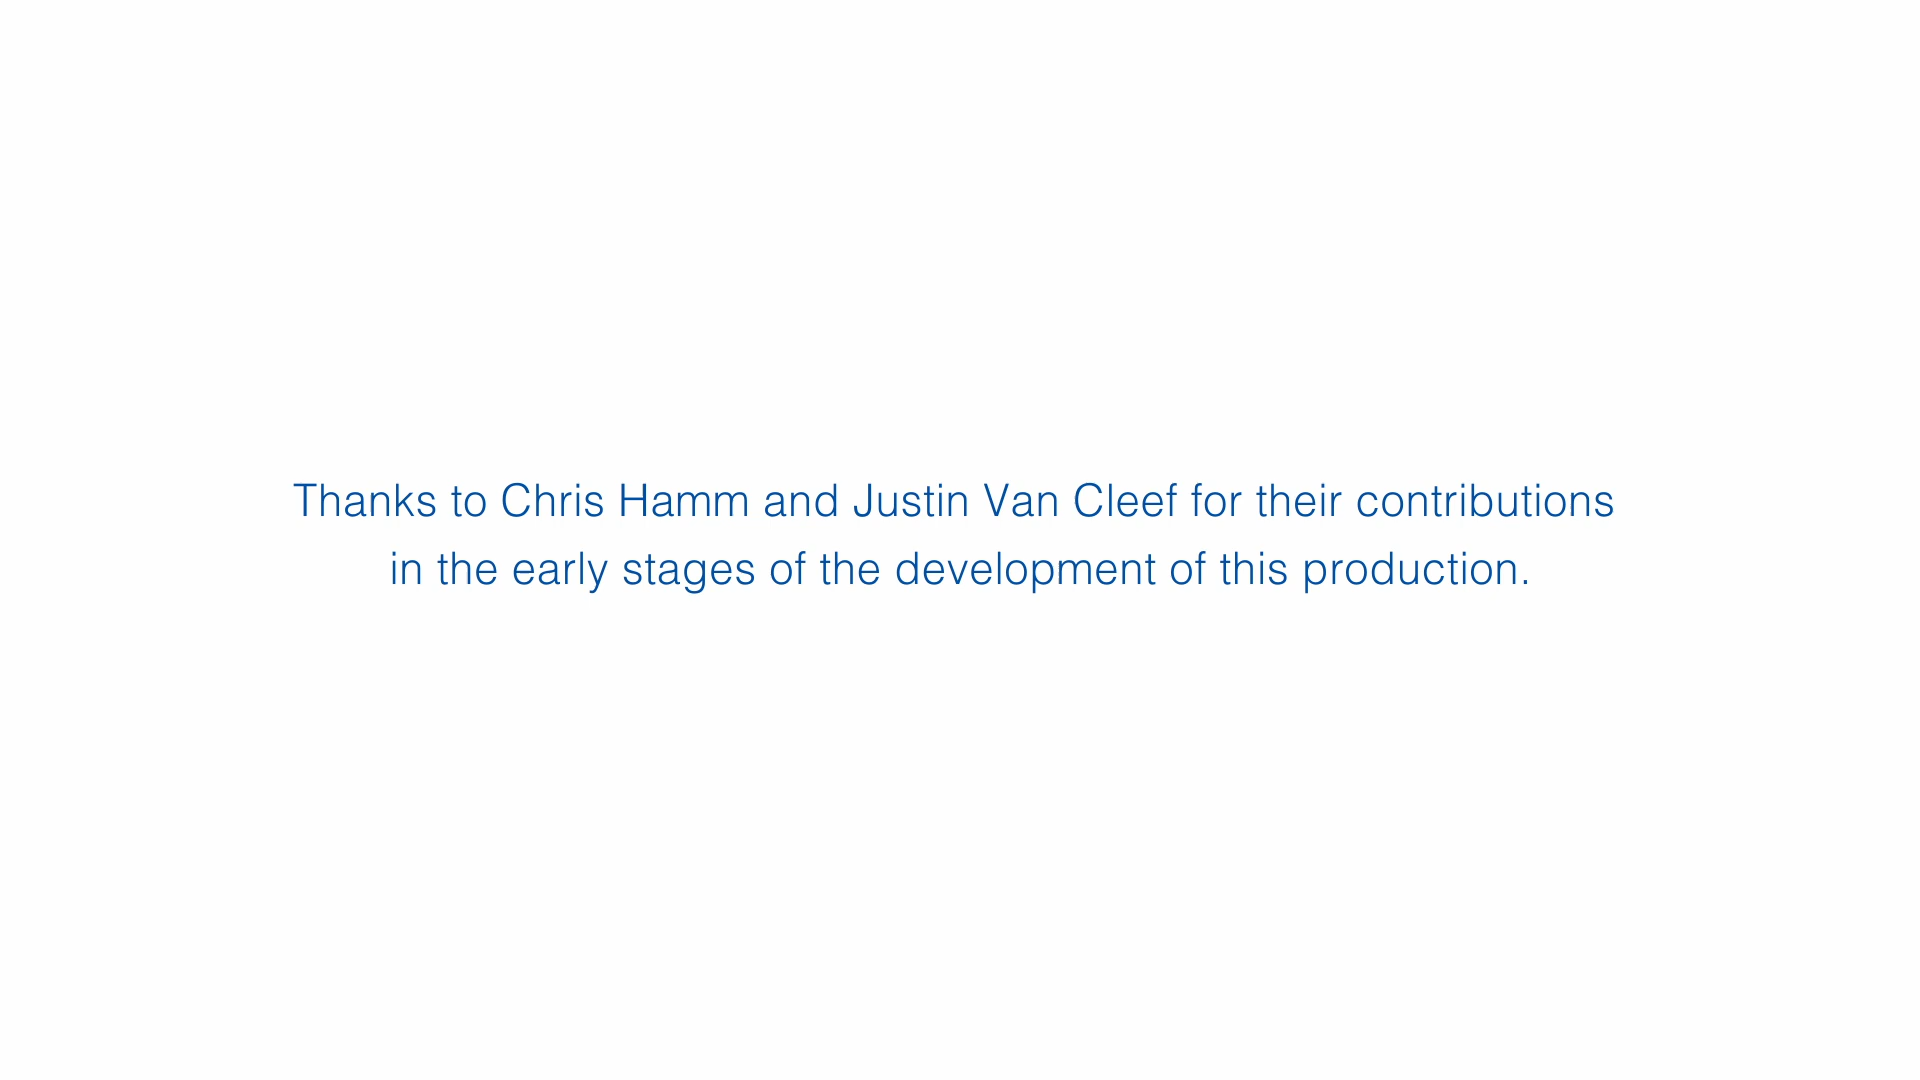 Thanks to Chris Hamm and Justin Van Cleef for their contributions
in the early stages of the development of this production.